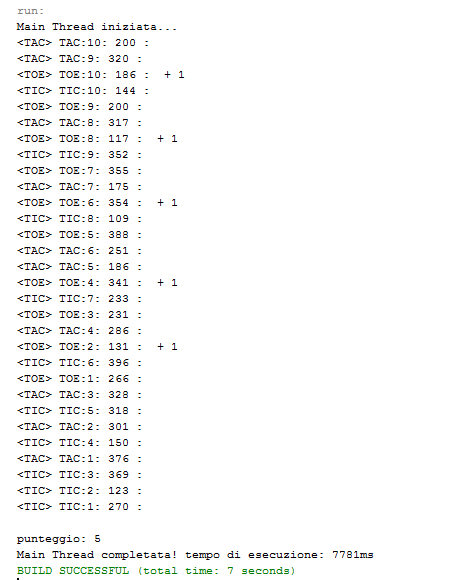 run:
Main Thread iniziata...
<TAC> TAC:10: 200 :
<TAC> TAC:9: 320 :
<TOE> TOE:10: 186 :  + 1
<TIC> TIC:10: 144 :
<TOE> TOE:9: 200 :
<TAC> TAC:8: 317 :
<TOE> TOE:8: 117 :  + 1
<TIC> TIC:9: 352 :
<TOE> TOE:7: 355 :
<TAC> TAC:7: 175 :
<TOE> TOE:6: 354 :  + 1
<TIC> TIC:8: 109 :
<TOE> TOE:5: 388 :
<TAC> TAC:6: 251 :
<TAC> TAC:5: 186 :
<TOE> TOE:4: 341 :  + 1
<TIC> TIC:7: 233 :
<TOE> TOE:3: 231 :
<TAC> TAC:4: 286 :
<TOE> TOE:2: 131 :  + 1
<TIC> TIC:6: 396 :
<TOE> TOE:1: 266 :
<TAC> TAC:3: 328 :
<TIC> TIC:5: 318 :
<TAC> TAC:2: 301 :
<TIC> TIC:4: 150 :
<TAC> TAC:1: 376 :
<TIC> TIC:3: 369 :
<TIC> TIC:2: 123 :
<TIC> TIC:1: 270 :
punteggio: 5
Main Thread completata! tempo di esecuzione: 7781ms
BUILD SUCCESSFUL (total time: 7 seconds)